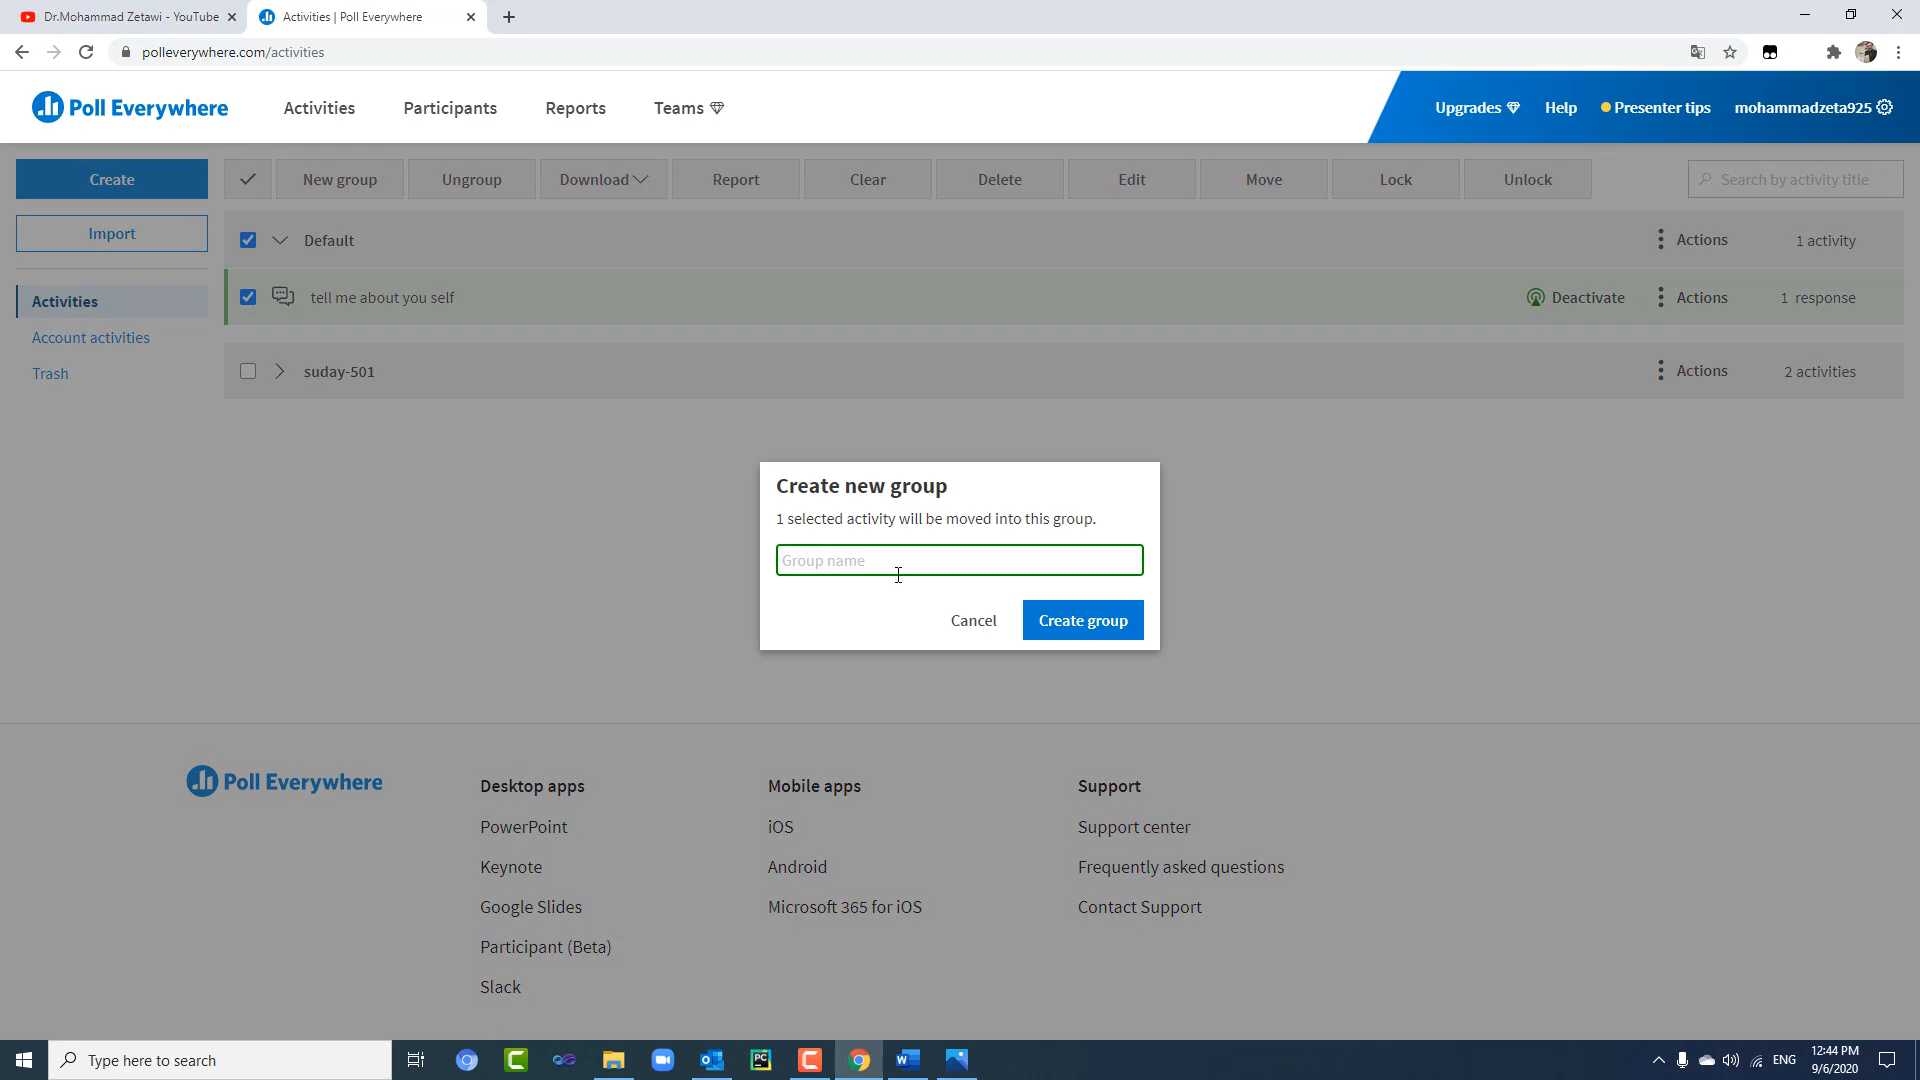 Dr.Mohammad Zetawi - YouTube
Activities | Poll Everywhere
polleverywhere.com/activities
Poll Everywhere
Activities
Participants
Reports
Teams
Upgrades
Help
Presenter tips
mohammadzeta925
Create
New group
Ungroup
Download
Report
Clear
Delete
Edit
Move
Lock
Unlock
Search by activity title
Import
Default
Actions
1 activity
Activities
tell me about you self
Deactivate
Actions
1 response
Account activities
Trash
suday-501
Actions
2 activities
Create new group
1 selected activity will be moved into this group.
Group name
Cancel
Create group
Poll Everywhere
Desktop apps
PowerPoint
Keynote
Google Slides
Participant (Beta)
Slack
Mobile apps
iOS
Android
Microsoft 365 for iOS
Support
Support center
Frequently asked questions
Contact Support
Type here to search
PC
ENG
12:44 PM
9/6/2020